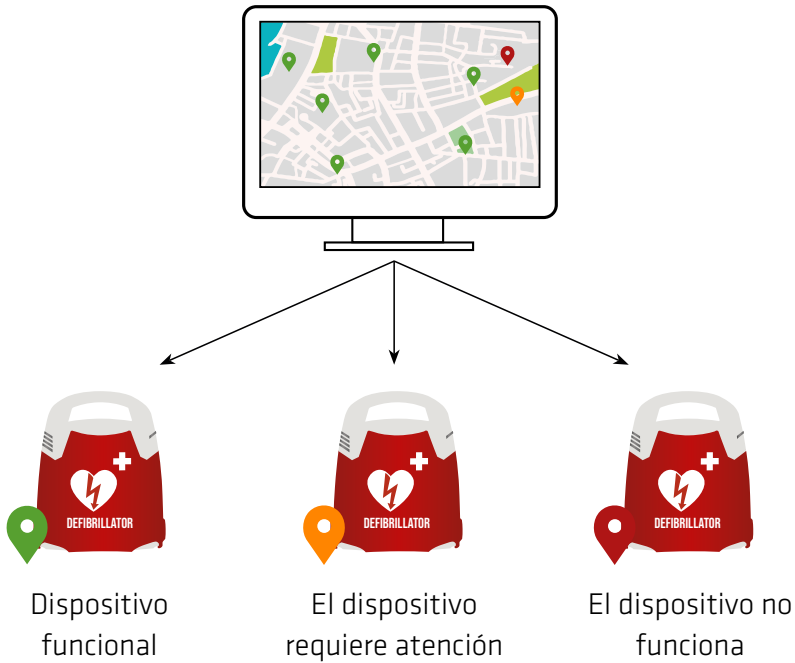 DEFIBRILLATOR
DEFIBRILLATOR
DEFIBRILLATOR
Dispositivo
funcional
El dispositivo
requiere atención
El dispositivo no
funciona